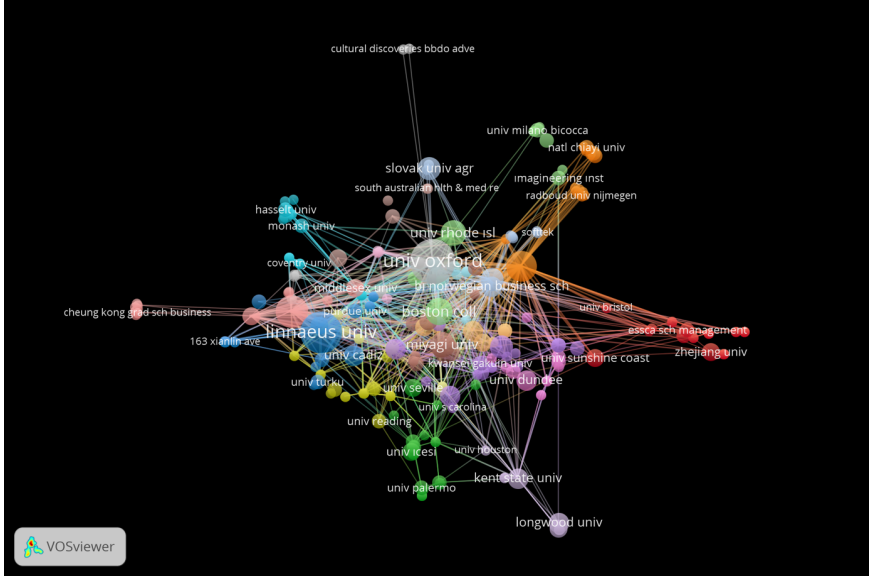 cultural discoveries bbdo adve
univ milano bicocca
natl chiayi univ
slovak univ agr
imagineering inst
south australian hlth & med re
radboud univ nijmegen
hasselt univ
monash univ
univ rhode isl
softek
coventry univ
univ oxford
middlesex univ
bi norwegian business sch
cheung kong grad sch business
purdue univ
boston coll
univ bristol
linnaeus univ
essca sch management
163 xianlin ave
miyagi univ
univ cadiz
zhejiang univ
kwansei gakuin univ
univ sunshine coast
univ turku
univ seville
univ dundee
univ s carolina
univ reading
univ icesi
univ houston
kent state univ
univ palermo
longwood univ
VOSviewer